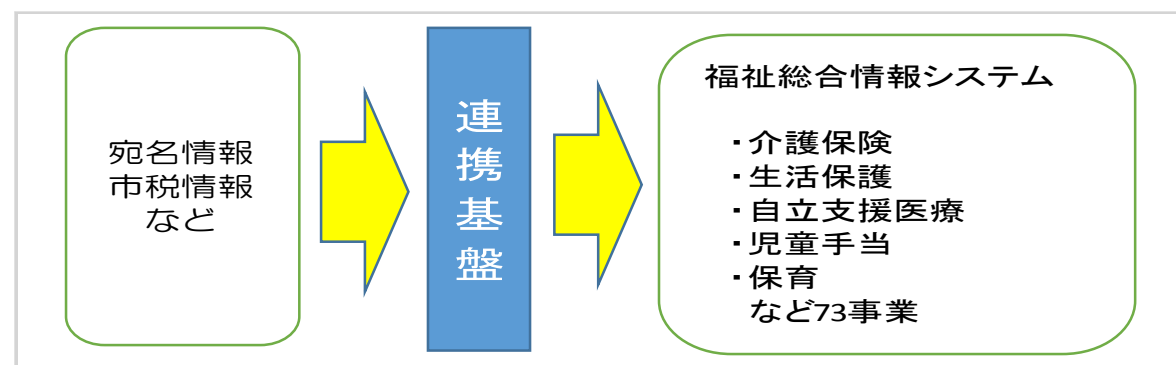 宛名情報
市税情報
など
連携基盤
福祉総合情報システム
・介護保険
・生活保護
・自立支援医療
・児童手当
・保育
など73事業